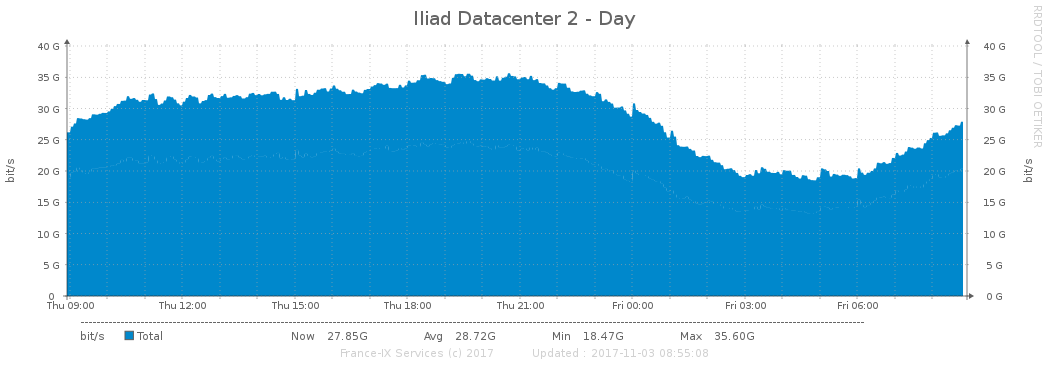 Iliad Datacenter 2 - Day
RRDTOOL / TOBI OETIKER
40 G 40 G
35 G 35 G
30 G 30 G
25 G 25 G
20 G 20 G
15 G 15 G
10 G 10 G
5 G 5 G
0 0 G
bit/s bit/s
Thu 09:00 Thu 12:00 Thu 15:00 Thu 18:00 Thu 21:00 Fri 00:00 Fri 03:00 Fri 06:00
bit/s Total Now 27.85G Avg 28.72G Min 18.47G Max 35.60G
France-IX Services (c) 2017 Updated : 2017-11-03 08:55:08